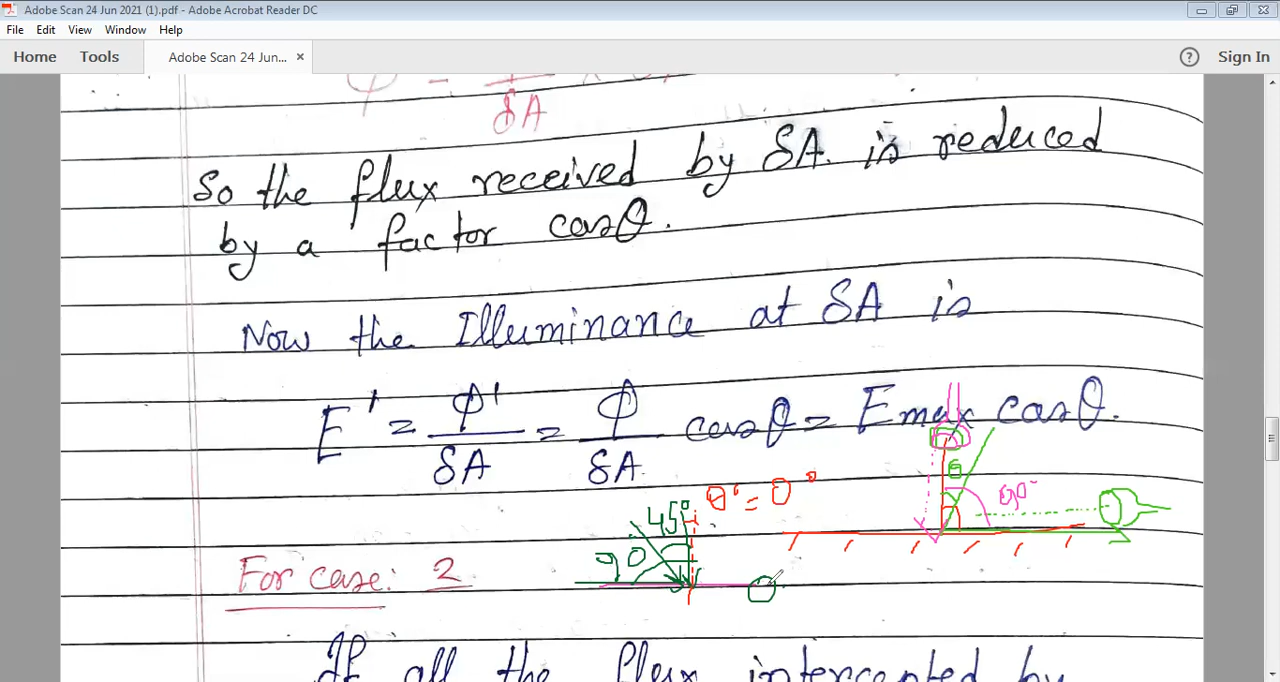 Adobe Scan 24 Jun 2021 (1).pdf - Adobe Acrobat Reader DC
File Edit View Window Help
Home Tools Adobe Scan 24 Jun... × ? Sign In
δA
So the flux received by δA. is reduced
by a factor cosθ.
Now the Illuminance at δA is
E' = Φ'/δA = Φ/δA cosθ = Emax cosθ.
θ
45° θ' = 0° 90°
90
For case: 2
If all the flux intercepted by